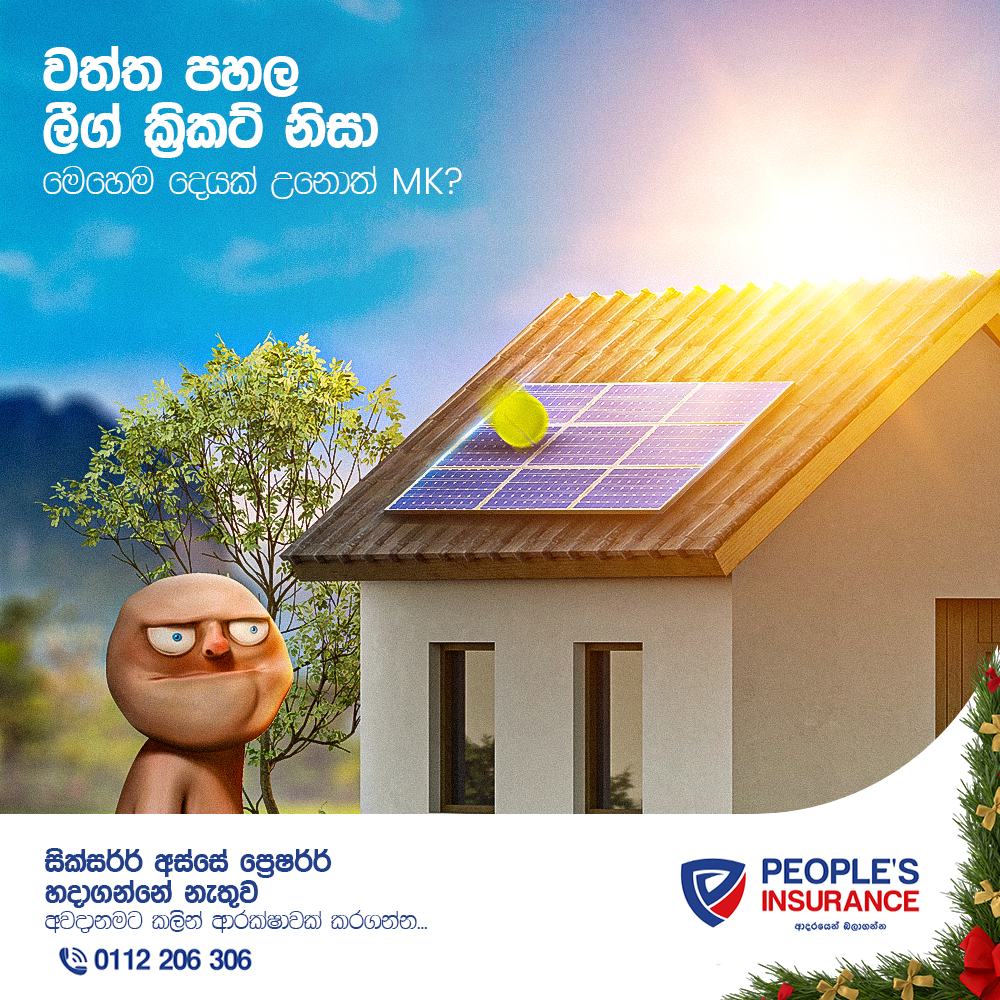 වත්ත පහල
ලීග් ක්‍රිකට් නිසා
මෙහෙම දෙයක් උනොත් MK?
සික්සර්ර් අස්සේ ප්‍රෙෂර්ර්
හදාගන්නේ නැතුව
අවදානමට කලින් ආරක්ෂාවක් කරගන්න...
0112 206 306
PEOPLE'S
INSURANCE
ආදරයෙන් බලාගන්න